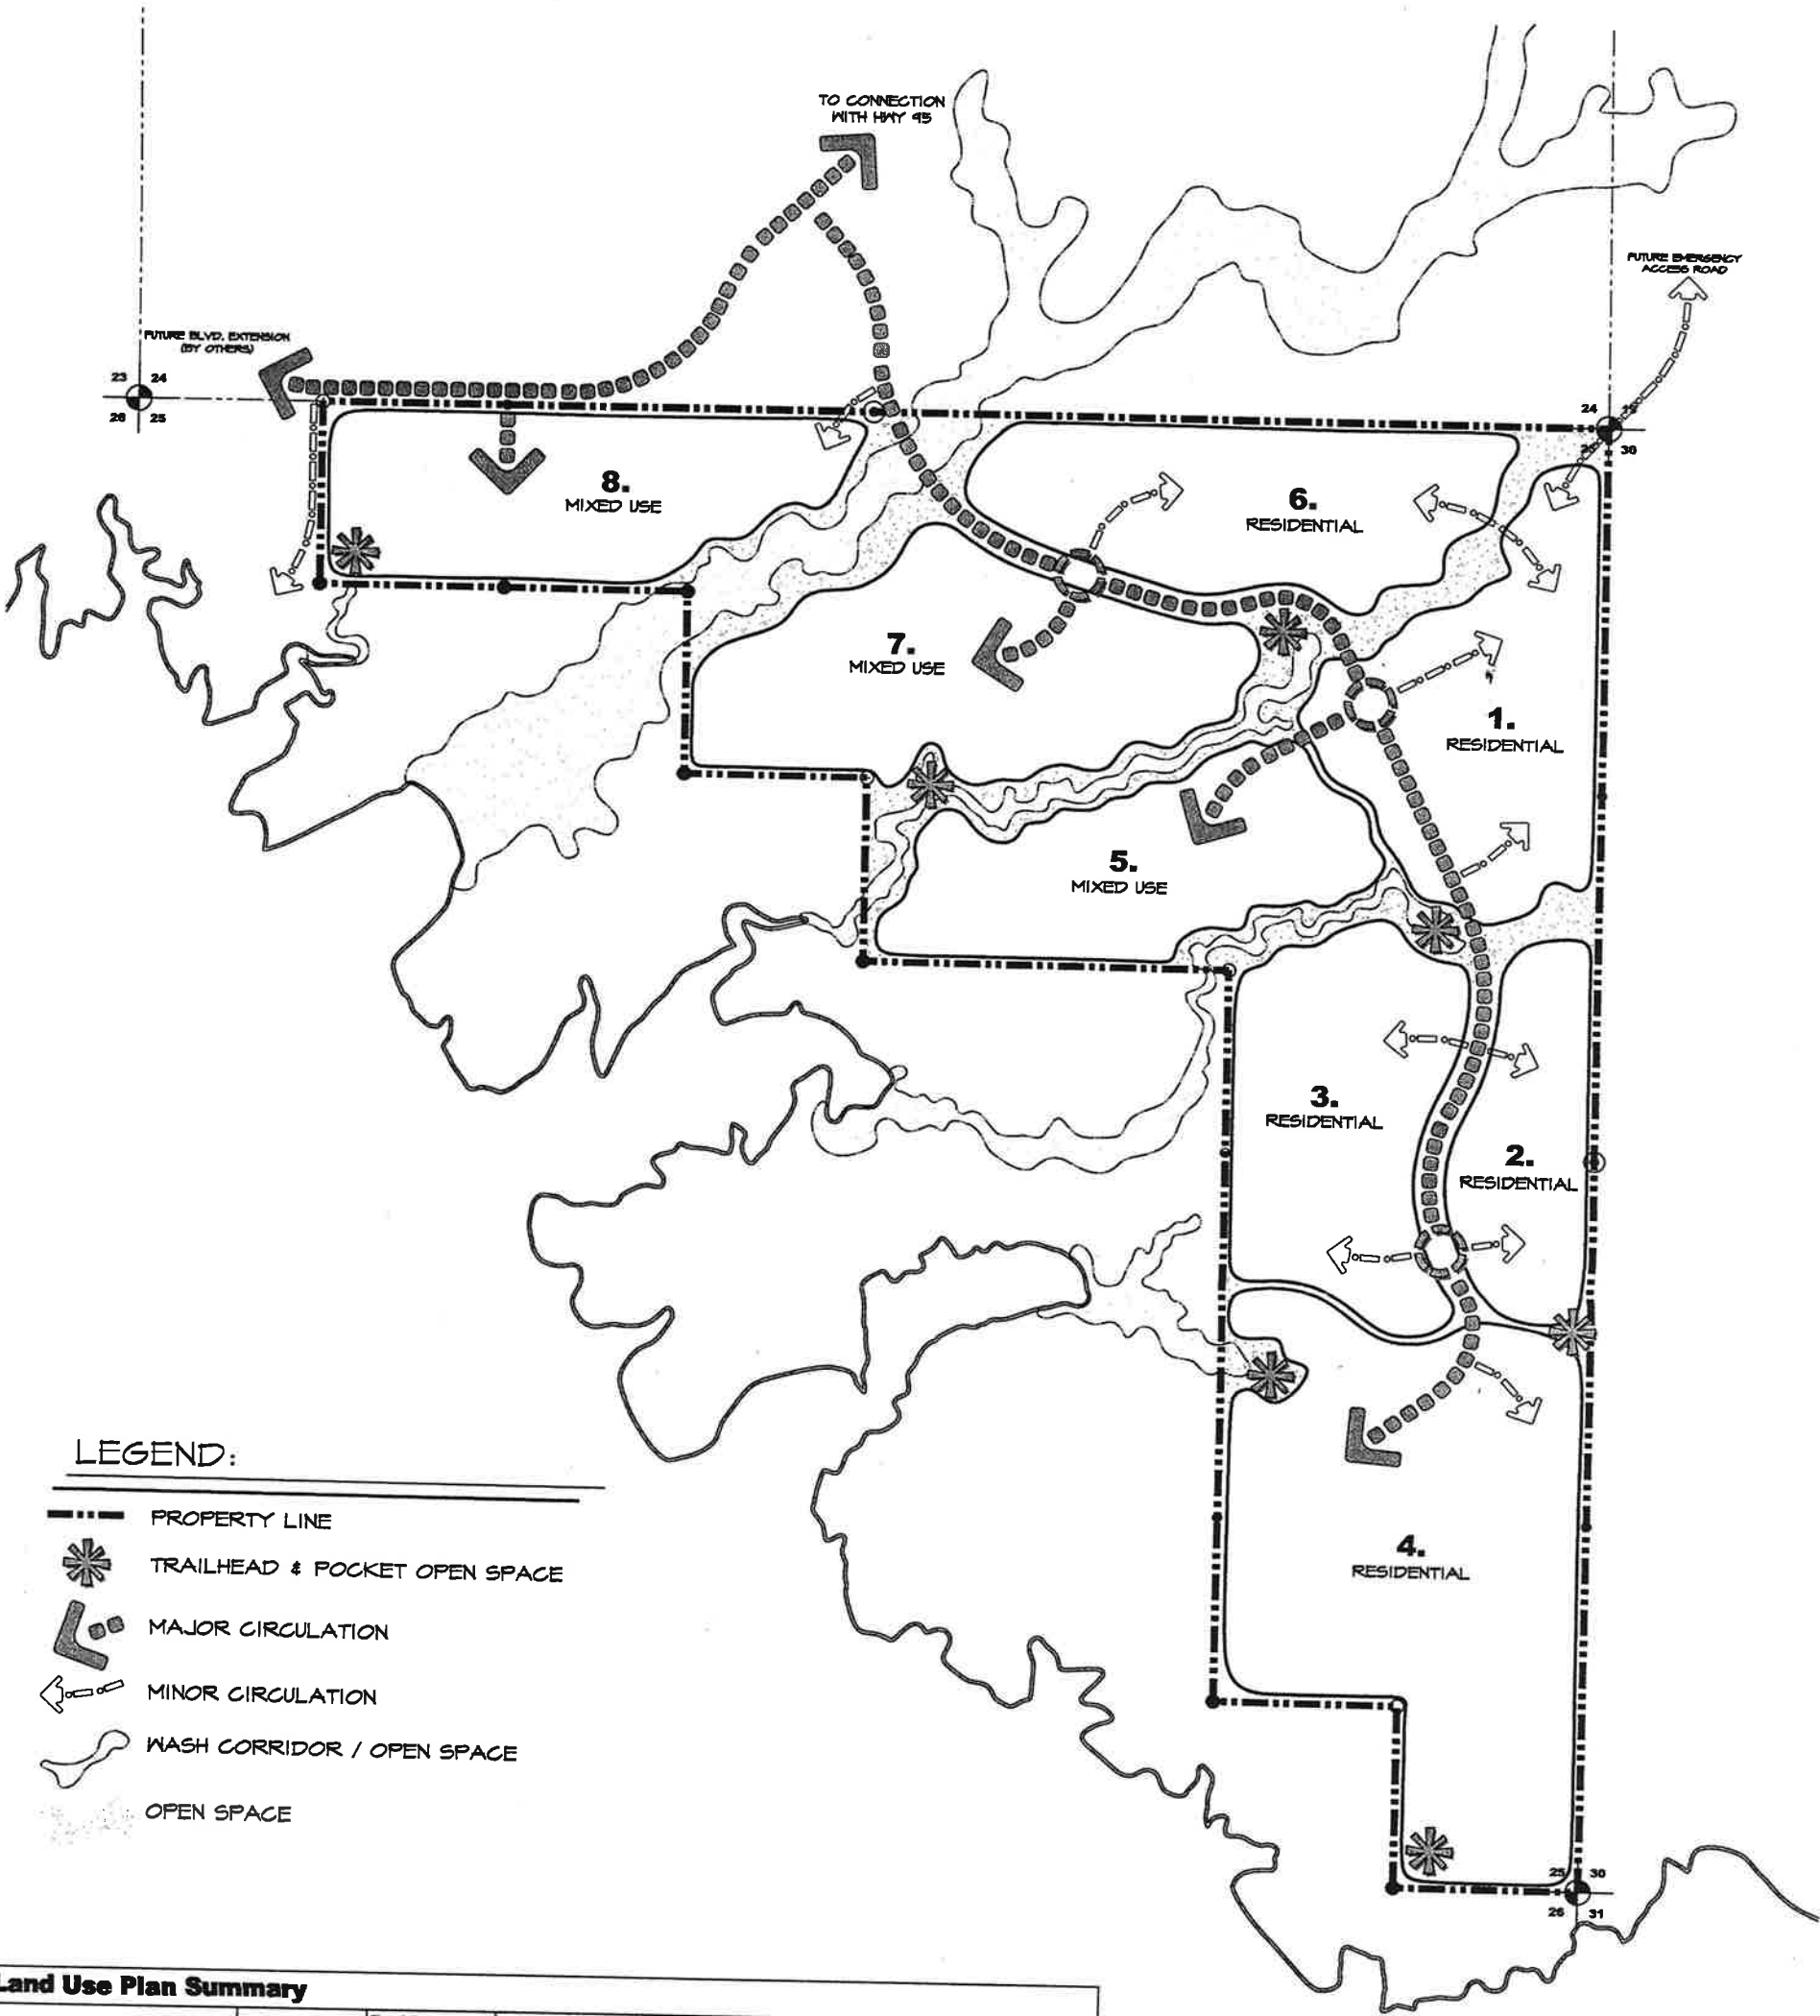 TO CONNECTION
WITH HWY 95
FUTURE EMERGENCY
ACCESS ROAD
FUTURE BLVD. EXTENSION
(BY OTHERS)
23 24
26 25
24 19
30
8.
MIXED USE
6.
RESIDENTIAL
7.
MIXED USE
1.
RESIDENTIAL
5.
MIXED USE
3.
RESIDENTIAL
2.
RESIDENTIAL
4.
RESIDENTIAL
25 30
26 31
LEGEND:
PROPERTY LINE
TRAILHEAD & POCKET OPEN SPACE
MAJOR CIRCULATION
MINOR CIRCULATION
WASH CORRIDOR / OPEN SPACE
OPEN SPACE
Land Use Plan Summary